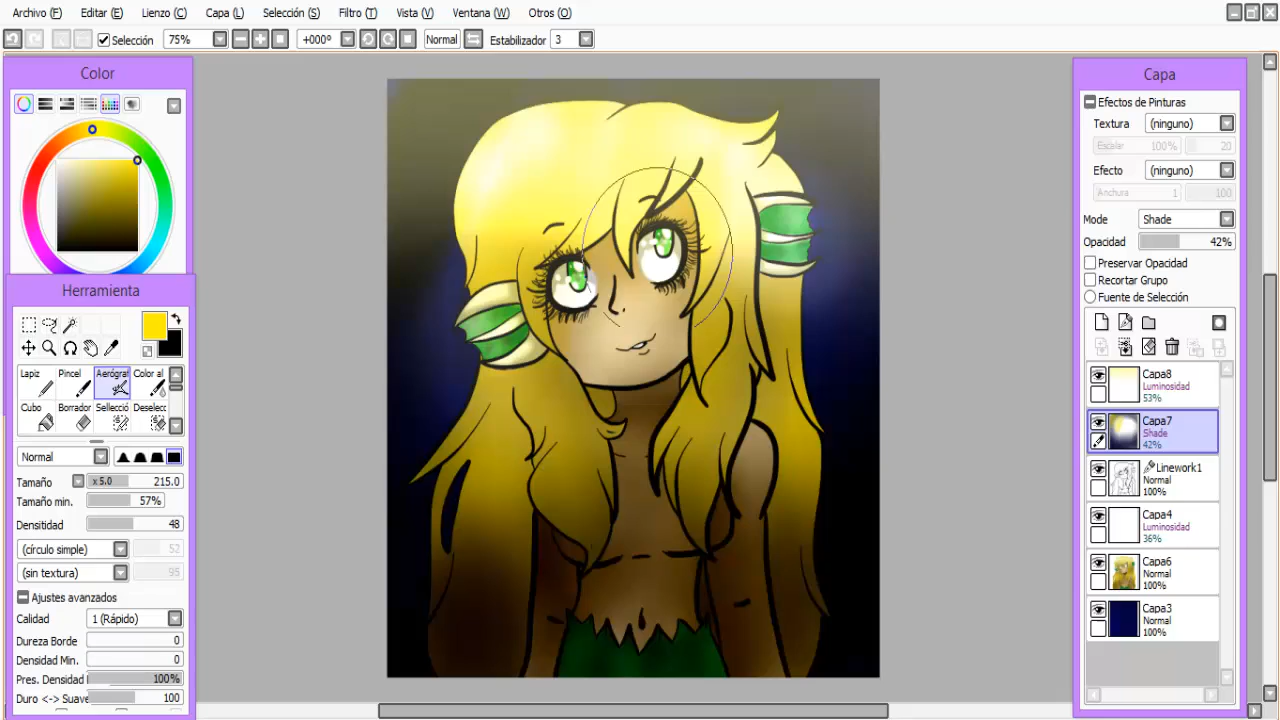 Archivo (F) Editar (E) Lienzo (C) Capa (L) Selección (S) Filtro (T) Vista (V) Ventana (W) Otros (O)
Selección 75% +000º Normal Estabilizador 3
Color
Herramienta
Lapiz Pincel Aerógraf Color al
Cubo Borrador Sellecció Deselecc
Normal
Tamaño x 5.0 215.0
Tamaño min. 57%
Densitidad 48
(círculo simple) 52
(sin textura) 95
Ajustes avanzados
Calidad 1 (Rápido)
Dureza Borde 0
Densidad Min. 0
Pres. Densidad 100%
Duro <-> Suave 100
Capa
Efectos de Pinturas
Textura (ninguno)
Escalar 100% 20
Efecto (ninguno)
Anchura 1 100
Mode Shade
Opacidad 42%
Preservar Opacidad
Recortar Grupo
Fuente de Selección
Capa8
Luminosidad
53%
Capa7
Shade
42%
Linework1
Normal
100%
Capa4
Luminosidad
36%
Capa6
Normal
100%
Capa3
Normal
100%